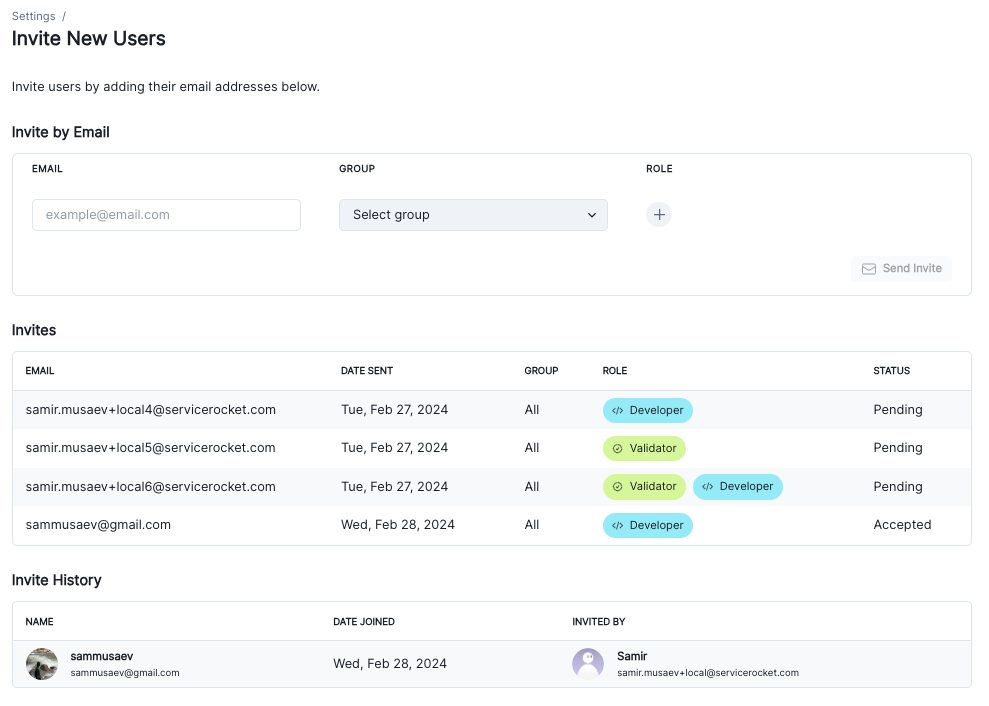 Settings /
Invite New Users
Invite users by adding their email addresses below.
Invite by Email
EMAIL GROUP ROLE
example@email.com Select group
Send Invite
Invites
EMAIL DATE SENT GROUP ROLE STATUS
samir.musaev+local4@servicerocket.com Tue, Feb 27, 2024 All Developer Pending
samir.musaev+local5@servicerocket.com Tue, Feb 27, 2024 All Validator Pending
samir.musaev+local6@servicerocket.com Tue, Feb 27, 2024 All Validator Developer Pending
sammusaev@gmail.com Wed, Feb 28, 2024 All Developer Accepted
Invite History
NAME DATE JOINED INVITED BY
sammusaev Samir
Wed, Feb 28, 2024
sammusaev@gmail.com samir.musaev+local@servicerocket.com